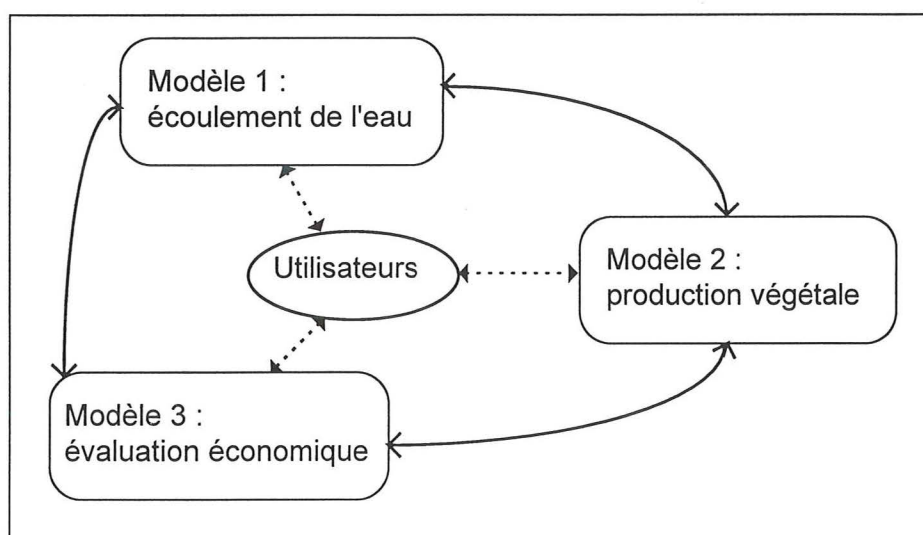 Modèle 1 :
écoulement de l'eau
Utilisateurs
Modèle 2 :
production végétale
Modèle 3 :
évaluation économique